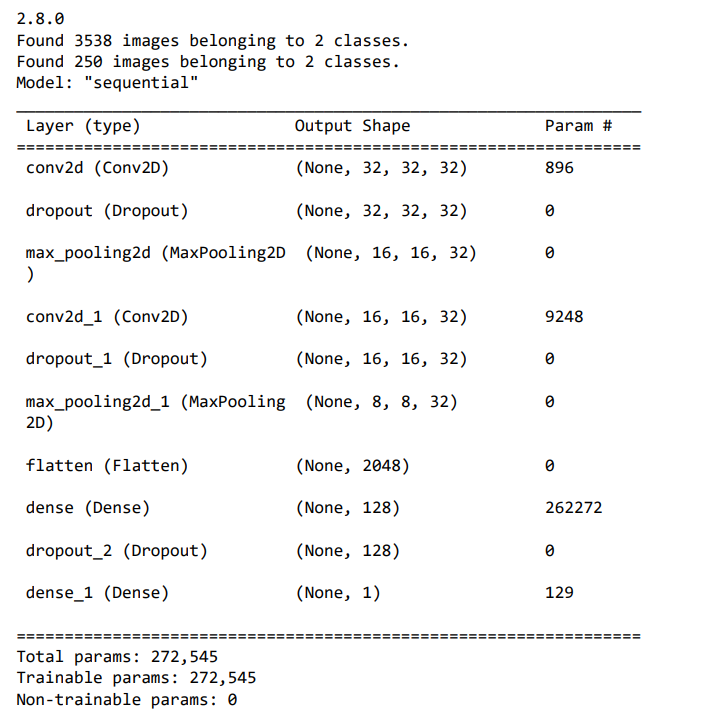 2.8.0
Found 3538 images belonging to 2 classes.
Found 250 images belonging to 2 classes.
Model: "sequential"
_________________________________________________________________
Layer (type) Output Shape Param #
=================================================================
conv2d (Conv2D) (None, 32, 32, 32) 896
dropout (Dropout) (None, 32, 32, 32) 0
max_pooling2d (MaxPooling2D (None, 16, 16, 32) 0
)
conv2d_1 (Conv2D) (None, 16, 16, 32) 9248
dropout_1 (Dropout) (None, 16, 16, 32) 0
max_pooling2d_1 (MaxPooling (None, 8, 8, 32) 0
2D)
flatten (Flatten) (None, 2048) 0
dense (Dense) (None, 128) 262272
dropout_2 (Dropout) (None, 128) 0
dense_1 (Dense) (None, 1) 129
=================================================================
Total params: 272,545
Trainable params: 272,545
Non-trainable params: 0